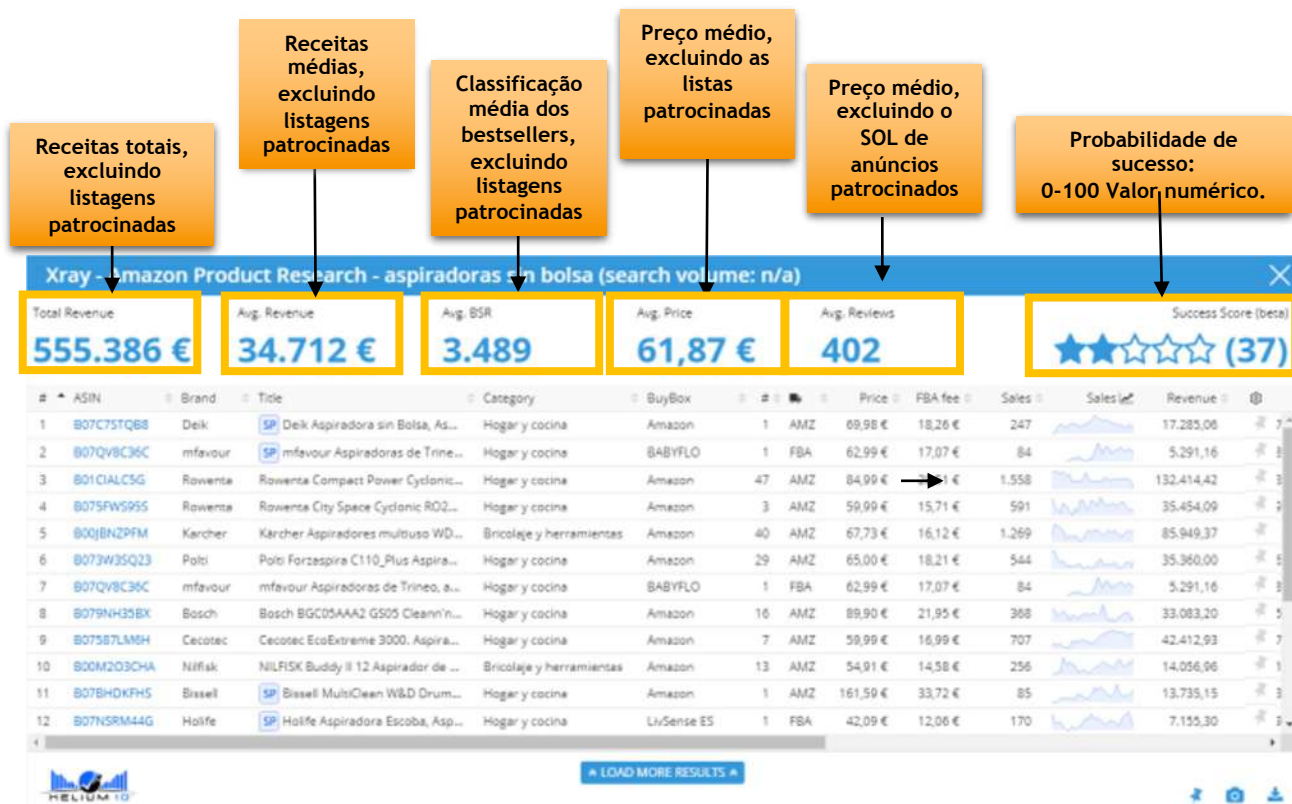 Receitas totais,
excluindo
listagens
patrocinadas
Receitas
médias,
excluindo
listagens
patrocinadas
Classificação
média dos
bestsellers,
excluindo
listagens
patrocinadas
Preço médio,
excluindo as
listas
patrocinadas
Preço médio,
excluindo o
SOL de
anúncios
patrocinados
Probabilidade de
sucesso:
0-100 Valor numérico.
Xray - Amazon Product Research - aspiradoras sin bolsa (search volume: n/a)
Total Revenue Avg. Revenue Avg. BSR Avg. Price Avg. Reviews Success Score (beta)
555.386 € 34.712 € 3.489 61,87 € 402 (37)
# ASIN Brand Title Category BuyBox # Price FBA fee Sales Sales Revenue
1 B07C7STQB8 Deik SP Deik Aspiradora sin Bolsa, As... Hogar y cocina Amazon 1 AMZ 69,98 € 18,26 € 247 17.285,06
2 B07QV8C36C mfavour SP mfavour Aspiradoras de Trine... Hogar y cocina BABYFLO 1 FBA 62,99 € 17,07 € 84 5.291,16
3 B01CIALC5G Rowenta Rowenta Compact Power Cyclonic... Hogar y cocina Amazon 47 AMZ 84,99 € 1.558 132.414,42
4 B075FWS95S Rowenta Rowenta City Space Cyclonic RO2... Hogar y cocina Amazon 3 AMZ 59,99 € 15,71 € 591 35.454,09
5 B00JBNZPFM Karcher Kärcher Aspiradores multiuso WD... Bricolaje y herramientas Amazon 40 AMZ 67,73 € 16,12 € 1.269 85.949,37
6 B073W3SQ23 Polti Polti Forzaspira C110_Plus Aspira... Hogar y cocina Amazon 29 AMZ 65,00 € 18,21 € 544 35.360,00
7 B07QV8C36C mfavour mfavour Aspiradoras de Trineo, a... Hogar y cocina BABYFLO 1 FBA 62,99 € 17,07 € 84 5.291,16
8 B079NH35BX Bosch Bosch BGC05AAA2 GS05 Cleann'n... Hogar y cocina Amazon 16 AMZ 89,90 € 21,95 € 368 33.083,20
9 B07587LM6H Cecotec Cecotec EcoExtreme 3000. Aspira... Hogar y cocina Amazon 7 AMZ 59,99 € 16,99 € 707 42.412,93
10 B00M2O3CHA Nilfisk NILFISK Buddy II 12 Aspirador de ... Bricolaje y herramientas Amazon 13 AMZ 54,91 € 14,58 € 256 14.056,96
11 B07BHDKFHS Bissell SP Bissell MultiClean W&D Drum... Hogar y cocina Amazon 1 AMZ 161,59 € 33,72 € 85 13.735,15
12 B07NSRM44G Holife SP Holife Aspiradora Escoba, Asp... Hogar y cocina LivSense ES 1 FBA 42,09 € 12,06 € 170 7.155,30
LOAD MORE RESULTS
HELIUM 10